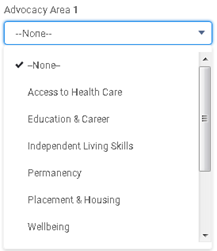 Advocacy Area 1
--None--
--None--
Access to Health Care
Education & Career
Independent Living Skills
Permanency
Placement & Housing
Wellbeing